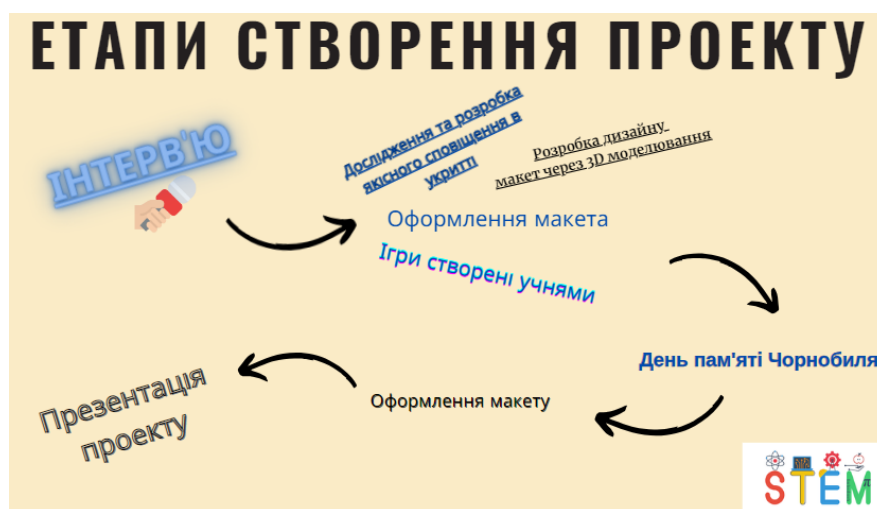 ЕТАПИ СТВОРЕННЯ ПРОЕКТУ
ІНТЕРВ'Ю
Дослідження та розробка
якісного сповіщення в
укритті
Розробка дизайну
макет через 3D моделювання
Оформлення макета
Ігри створені учнями
День пам'яті Чорнобиля
Оформлення макету
Презентація
проекту
STEM